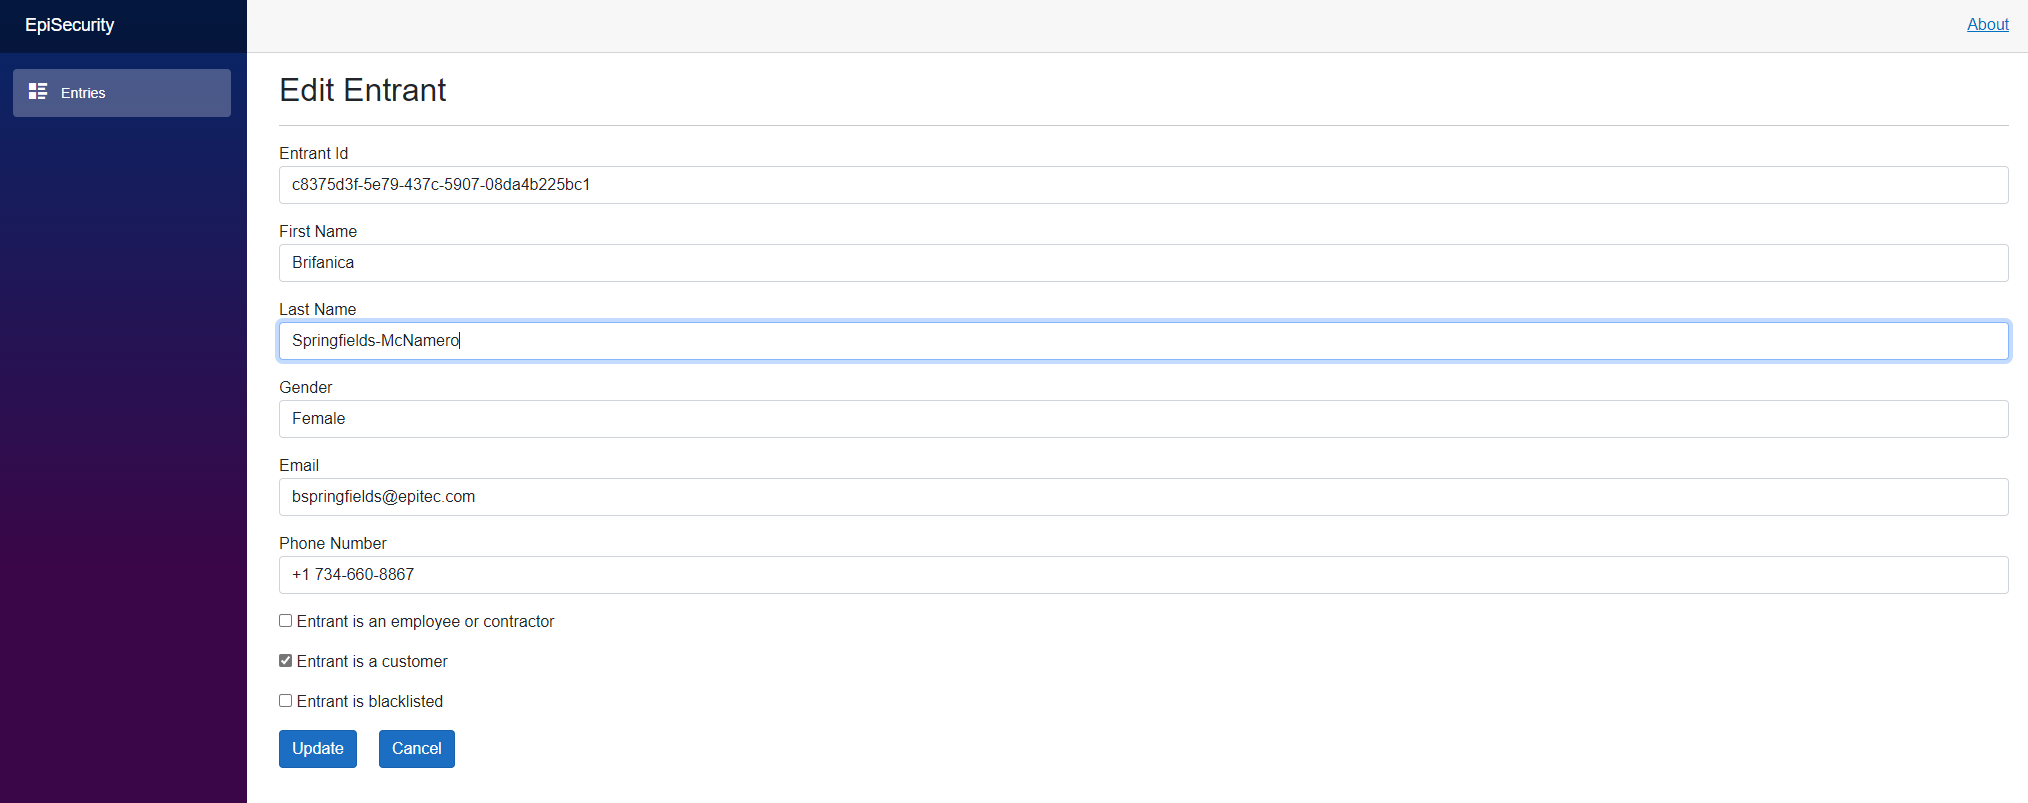 EpiSecurity
About
Entries
Edit Entrant
Entrant Id
c8375d3f-5e79-437c-5907-08da4b225bc1
First Name
Brifanica
Last Name
Springfields-McNamero
Gender
Female
Email
bspringfields@epitec.com
Phone Number
+1 734-660-8867
Entrant is an employee or contractor
Entrant is a customer
Entrant is blacklisted
Update Cancel